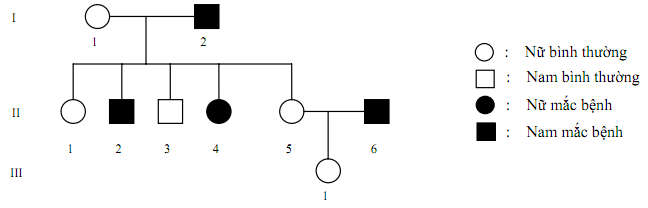 I
1 2
: Nữ bình thường
: Nam bình thường
II
: Nữ mắc bệnh
: Nam mắc bệnh
1 2 3 4 5 6
III
1